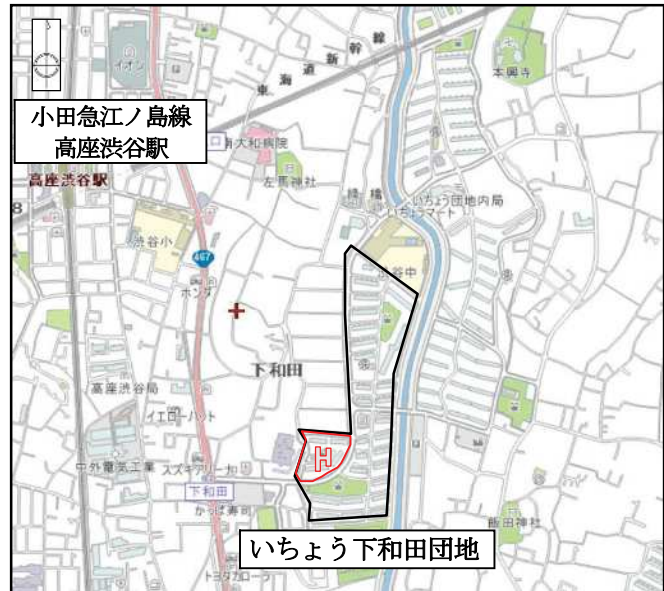 イオン
東海道新幹線
本興寺
小田急江ノ島線
高座渋谷駅
南大和病院
高座渋谷駅
左馬神社
いちょう団地内局
いちょうマート
8
渋谷小
467
渋谷中
ホンダ
下和田
高座渋谷局
イエローハット
中外電気工業
スズキアリーナ
下和田
かっぱ寿司
飯田神社
いちょう下和田団地
トヨタカローラ